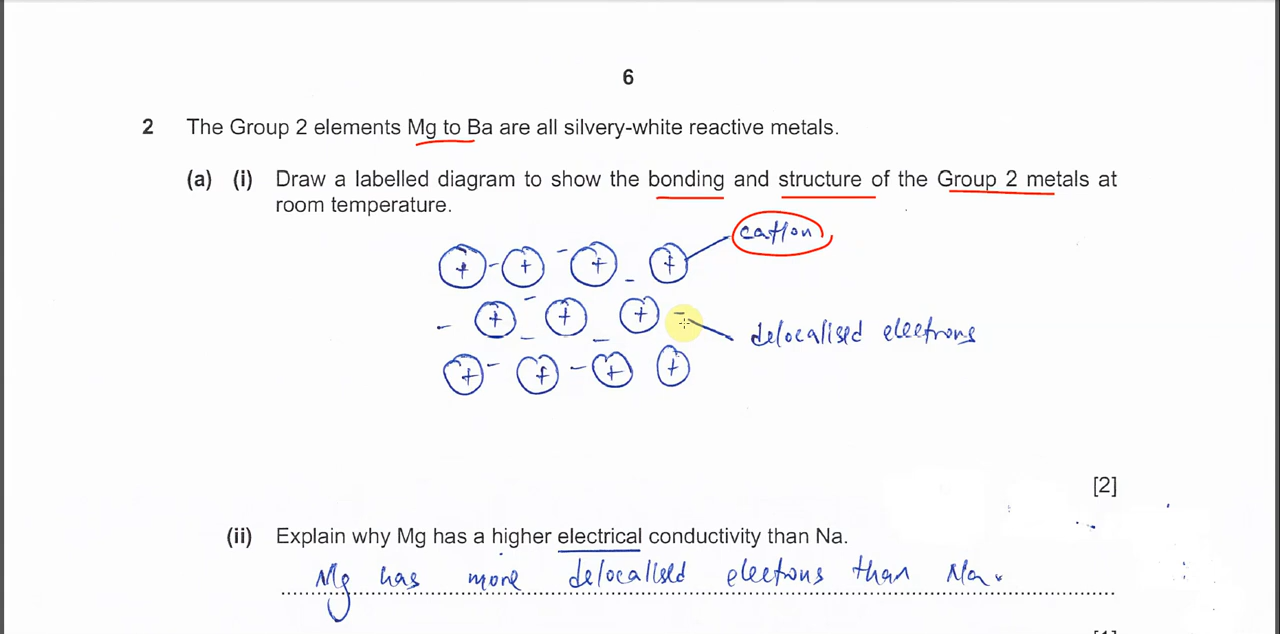 6
2 The Group 2 elements Mg to Ba are all silvery-white reactive metals.
(a) (i) Draw a labelled diagram to show the bonding and structure of the Group 2 metals at
room temperature.
cation
+ - + - + - +
- + - + + -
delocalised electrons
- -
+ - + - + +
[2]
(ii) Explain why Mg has a higher electrical conductivity than Na.
Mg has more delocalised electrons than Na.